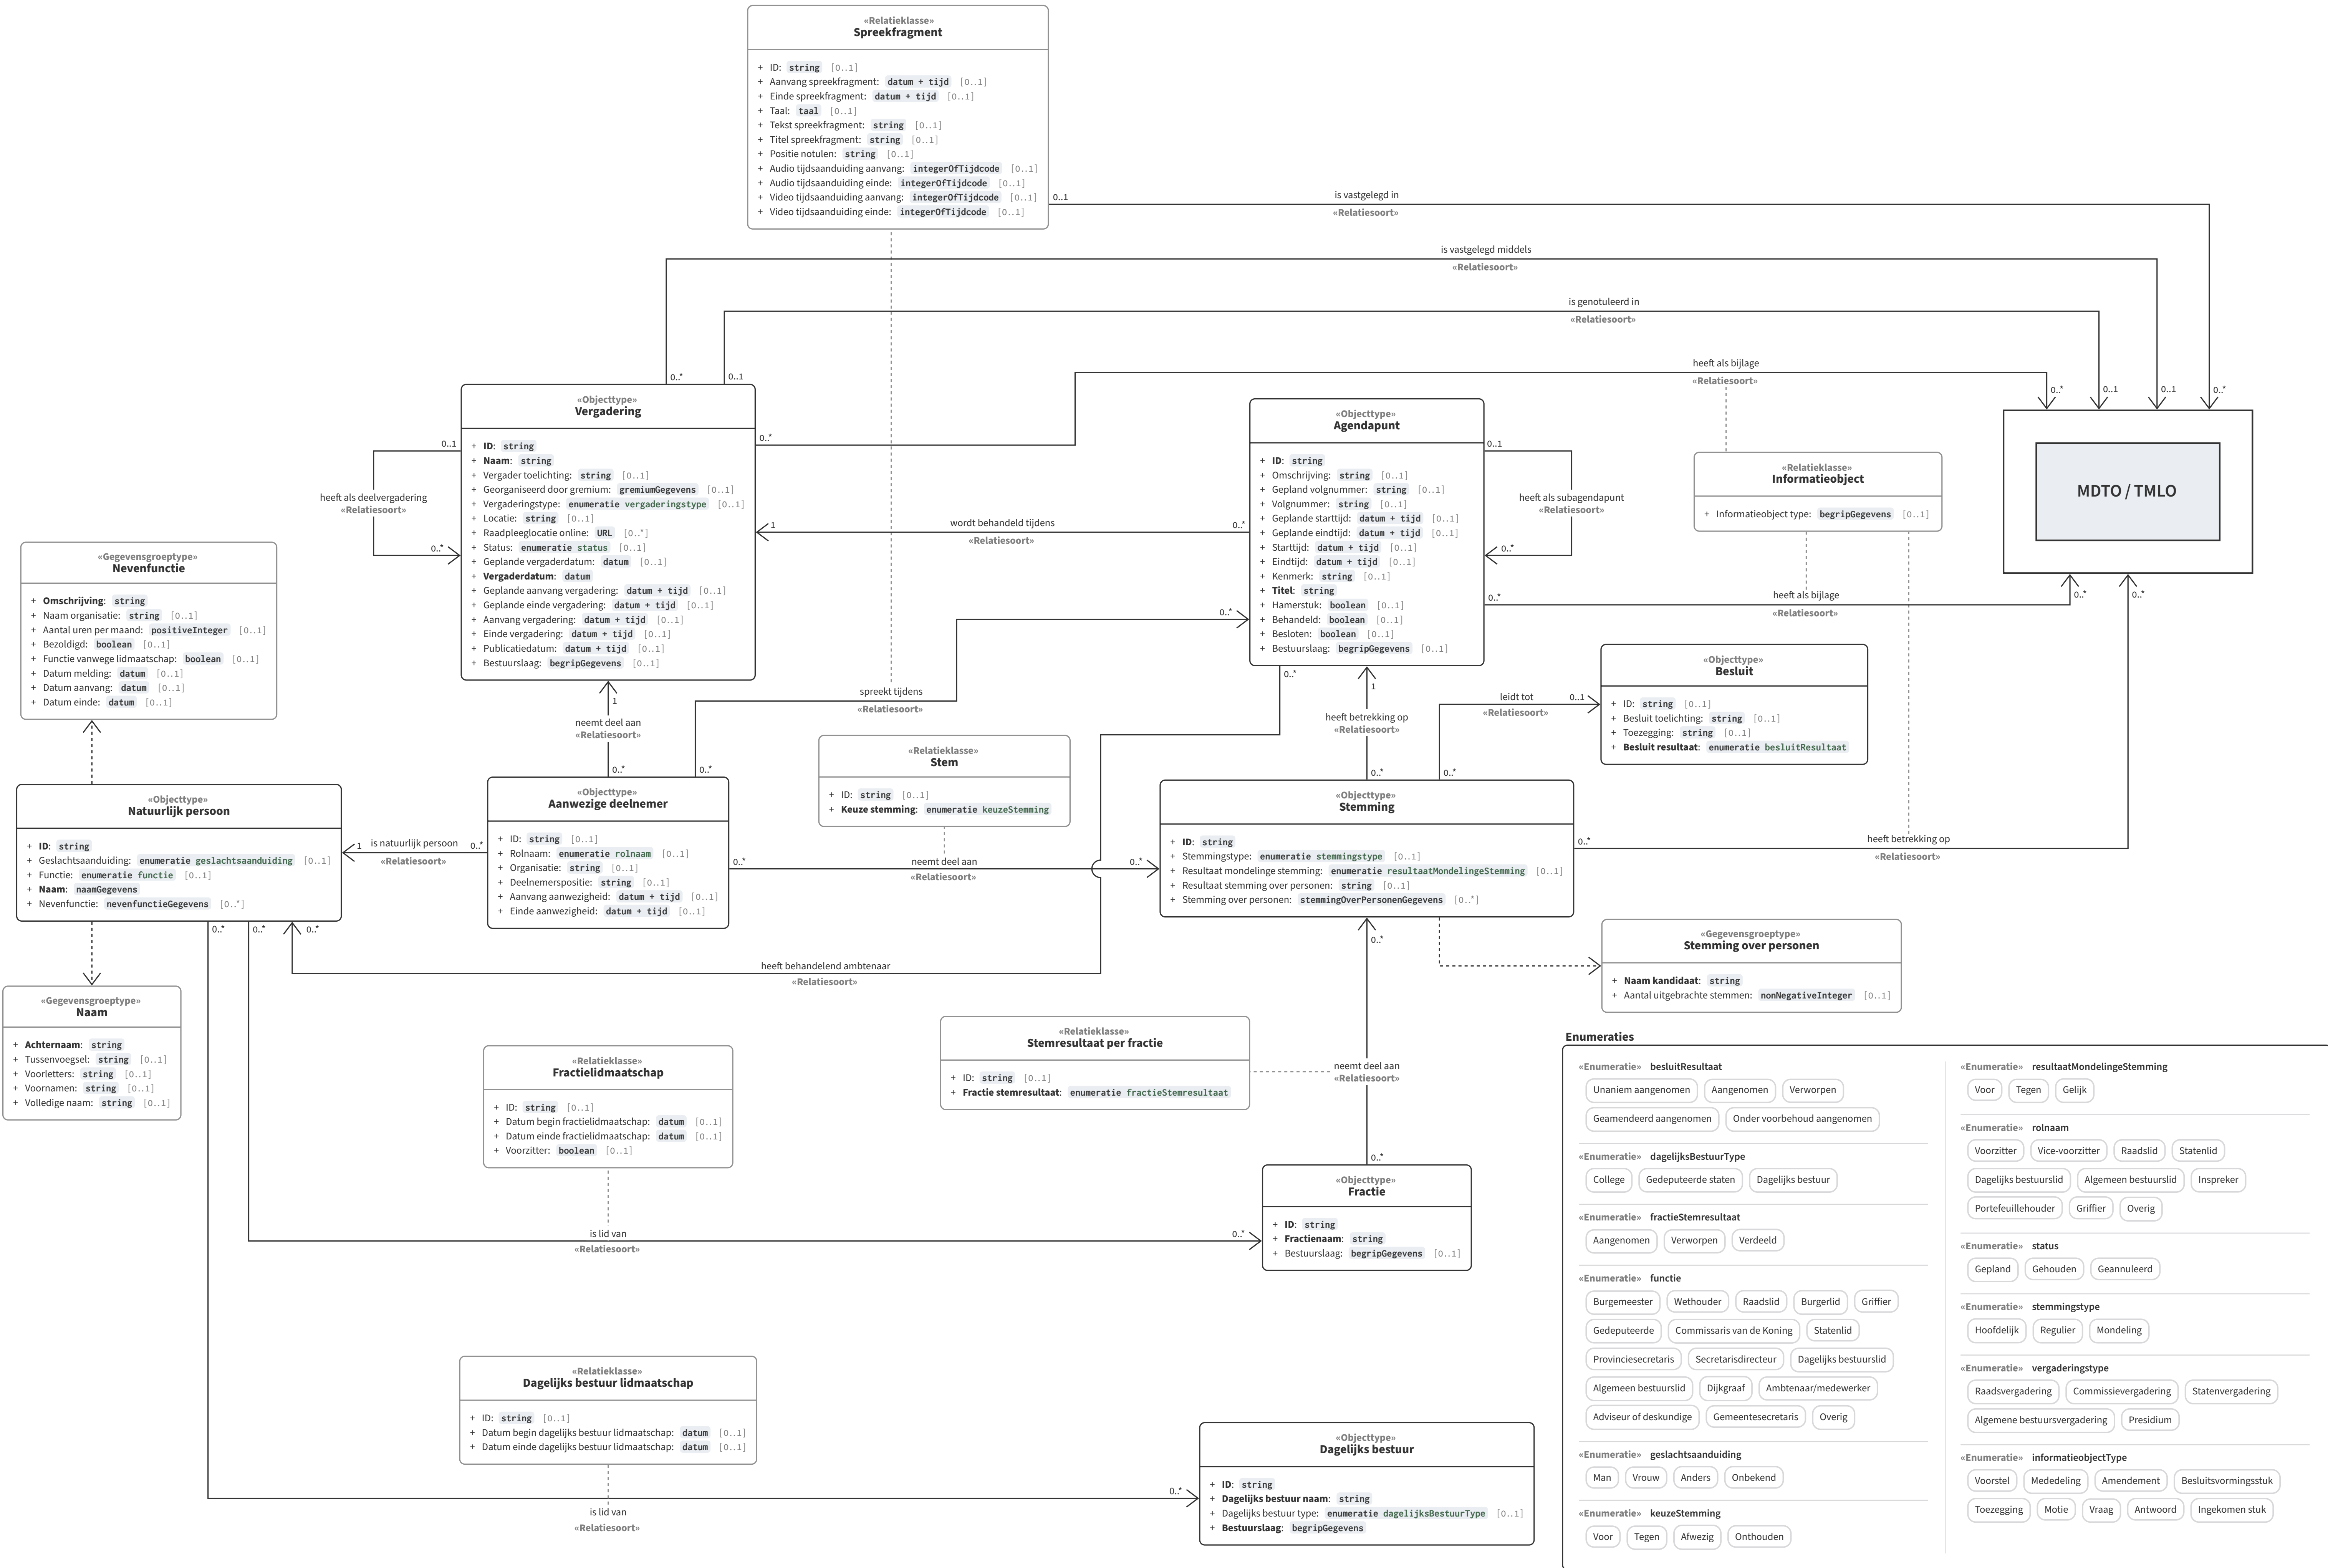 «Relatieklasse»
Spreekfragment
+ ID: string [0..1]
+ Aanvang spreekfragment: datum + tijd [0..1]
+ Einde spreekfragment: datum + tijd [0..1]
+ Taal: taal [0..1]
+ Tekst spreekfragment: string [0..1]
+ Titel spreekfragment: string [0..1]
+ Positie notulen: string [0..1]
+ Audio tijdsaanduiding aanvang: integerOfTijdcode [0..1]
+ Audio tijdsaanduiding einde: integerOfTijdcode [0..1]
+ Video tijdsaanduiding aanvang: integerOfTijdcode [0..1]
+ Video tijdsaanduiding einde: integerOfTijdcode [0..1]
0..1
is vastgelegd in
«Relatiesoort»
is vastgelegd middels
«Relatiesoort»
is genotuleerd in
«Relatiesoort»
heeft als bijlage
«Relatiesoort»
0..*
0..1
0..*
0..1
0..1
0..*
«Objecttype»
Vergadering
+ ID: string
+ Naam: string
+ Vergader toelichting: string [0..1]
+ Georganiseerd door gremium: gremiumGegevens [0..1]
+ Vergaderingstype: enumeratie vergaderingstype [0..1]
+ Locatie: string [0..1]
+ Raadpleeglocatie online: URL [0..*]
+ Status: enumeratie status [0..1]
+ Geplande vergaderdatum: datum [0..1]
+ Vergaderdatum: datum
+ Geplande aanvang vergadering: datum + tijd [0..1]
+ Geplande einde vergadering: datum + tijd [0..1]
+ Aanvang vergadering: datum + tijd [0..1]
+ Einde vergadering: datum + tijd [0..1]
+ Publicatiedatum: datum + tijd [0..1]
+ Bestuurslaag: begripGegevens [0..1]
0..1
heeft als deelvergadering
«Relatiesoort»
0..*
0..*
1
wordt behandeld tijdens
«Relatiesoort»
0..*
«Objecttype»
Agendapunt
+ ID: string
+ Omschrijving: string [0..1]
+ Gepland volgnummer: string [0..1]
+ Volgnummer: string [0..1]
+ Geplande starttijd: datum + tijd [0..1]
+ Geplande eindtijd: datum + tijd [0..1]
+ Starttijd: datum + tijd [0..1]
+ Eindtijd: datum + tijd [0..1]
+ Kenmerk: string [0..1]
+ Titel: string
+ Hamerstuk: boolean [0..1]
+ Behandeld: boolean [0..1]
+ Besloten: boolean [0..1]
+ Bestuurslaag: begripGegevens [0..1]
0..1
heeft als subagendapunt
«Relatiesoort»
0..*
0..*
heeft als bijlage
«Relatiesoort»
0..*
0..*
«Relatieklasse»
Informatieobject
+ Informatieobject type: begripGegevens [0..1]
MDTO / TMLO
«Gegevensgroeptype»
Nevenfunctie
+ Omschrijving: string
+ Naam organisatie: string [0..1]
+ Aantal uren per maand: positiveInteger [0..1]
+ Bezoldigd: boolean [0..1]
+ Functie vanwege lidmaatschap: boolean [0..1]
+ Datum melding: datum [0..1]
+ Datum aanvang: datum [0..1]
+ Datum einde: datum [0..1]
0..*
spreekt tijdens
«Relatiesoort»
0..*
1
neemt deel aan
«Relatiesoort»
0..*
0..*
1
heeft betrekking op
«Relatiesoort»
0..*
leidt tot
«Relatiesoort»
0..1
0..*
«Objecttype»
Besluit
+ ID: string [0..1]
+ Besluit toelichting: string [0..1]
+ Toezegging: string [0..1]
+ Besluit resultaat: enumeratie besluitResultaat
«Relatieklasse»
Stem
+ ID: string [0..1]
+ Keuze stemming: enumeratie keuzeStemming
«Objecttype»
Natuurlijk persoon
+ ID: string
+ Geslachtsaanduiding: enumeratie geslachtsaanduiding [0..1]
+ Functie: enumeratie functie [0..1]
+ Naam: naamGegevens
+ Nevenfunctie: nevenfunctieGegevens [0..*]
1
is natuurlijk persoon
«Relatiesoort»
0..*
«Objecttype»
Aanwezige deelnemer
+ ID: string [0..1]
+ Rolnaam: enumeratie rolnaam [0..1]
+ Organisatie: string [0..1]
+ Deelnemerspositie: string [0..1]
+ Aanvang aanwezigheid: datum + tijd [0..1]
+ Einde aanwezigheid: datum + tijd [0..1]
0..*
neemt deel aan
«Relatiesoort»
0..*
«Objecttype»
Stemming
+ ID: string
+ Stemmingstype: enumeratie stemmingstype [0..1]
+ Resultaat mondelinge stemming: enumeratie resultaatMondelingeStemming [0..1]
+ Resultaat stemming over personen: string [0..1]
+ Stemming over personen: stemmingOverPersonenGegevens [0..*]
0..*
heeft betrekking op
«Relatiesoort»
0..*
0..*
0..*
heeft behandelend ambtenaar
«Relatiesoort»
0..*
«Gegevensgroeptype»
Stemming over personen
+ Naam kandidaat: string
+ Aantal uitgebrachte stemmen: nonNegativeInteger [0..1]
«Gegevensgroeptype»
Naam
+ Achternaam: string
+ Tussenvoegsel: string [0..1]
+ Voorletters: string [0..1]
+ Voornamen: string [0..1]
+ Volledige naam: string [0..1]
«Relatieklasse»
Fractielidmaatschap
+ ID: string [0..1]
+ Datum begin fractielidmaatschap: datum [0..1]
+ Datum einde fractielidmaatschap: datum [0..1]
+ Voorzitter: boolean [0..1]
«Relatieklasse»
Stemresultaat per fractie
+ ID: string [0..1]
+ Fractie stemresultaat: enumeratie fractieStemresultaat
0..*
neemt deel aan
«Relatiesoort»
0..*
«Objecttype»
Fractie
+ ID: string
+ Fractienaam: string
+ Bestuurslaag: begripGegevens [0..1]
is lid van
«Relatiesoort»
0..*
«Relatieklasse»
Dagelijks bestuur lidmaatschap
+ ID: string [0..1]
+ Datum begin dagelijks bestuur lidmaatschap: datum [0..1]
+ Datum einde dagelijks bestuur lidmaatschap: datum [0..1]
is lid van
«Relatiesoort»
0..*
«Objecttype»
Dagelijks bestuur
+ ID: string
+ Dagelijks bestuur naam: string
+ Dagelijks bestuur type: enumeratie dagelijksBestuurType [0..1]
+ Bestuurslaag: begripGegevens
Enumeraties
«Enumeratie» besluitResultaat
Unaniem aangenomen Aangenomen Verworpen
Geamendeerd aangenomen Onder voorbehoud aangenomen
«Enumeratie» dagelijksBestuurType
College Gedeputeerde staten Dagelijks bestuur
«Enumeratie» fractieStemresultaat
Aangenomen Verworpen Verdeeld
«Enumeratie» functie
Burgemeester Wethouder Raadslid Burgerlid Griffier
Gedeputeerde Commissaris van de Koning Statenlid
Provinciesecretaris Secretarisdirecteur Dagelijks bestuurslid
Algemeen bestuurslid Dijkgraaf Ambtenaar/medewerker
Adviseur of deskundige Gemeentesecretaris Overig
«Enumeratie» geslachtsaanduiding
Man Vrouw Anders Onbekend
«Enumeratie» keuzeStemming
Voor Tegen Afwezig Onthouden
«Enumeratie» resultaatMondelingeStemming
Voor Tegen Gelijk
«Enumeratie» rolnaam
Voorzitter Vice-voorzitter Raadslid Statenlid
Dagelijks bestuurslid Algemeen bestuurslid Inspreker
Portefeuillehouder Griffier Overig
«Enumeratie» status
Gepland Gehouden Geannuleerd
«Enumeratie» stemmingstype
Hoofdelijk Regulier Mondeling
«Enumeratie» vergaderingstype
Raadsvergadering Commissievergadering Statenvergadering
Algemene bestuursvergadering Presidium
«Enumeratie» informatieobjectType
Voorstel Mededeling Amendement Besluitsvormingsstuk
Toezegging Motie Vraag Antwoord Ingekomen stuk